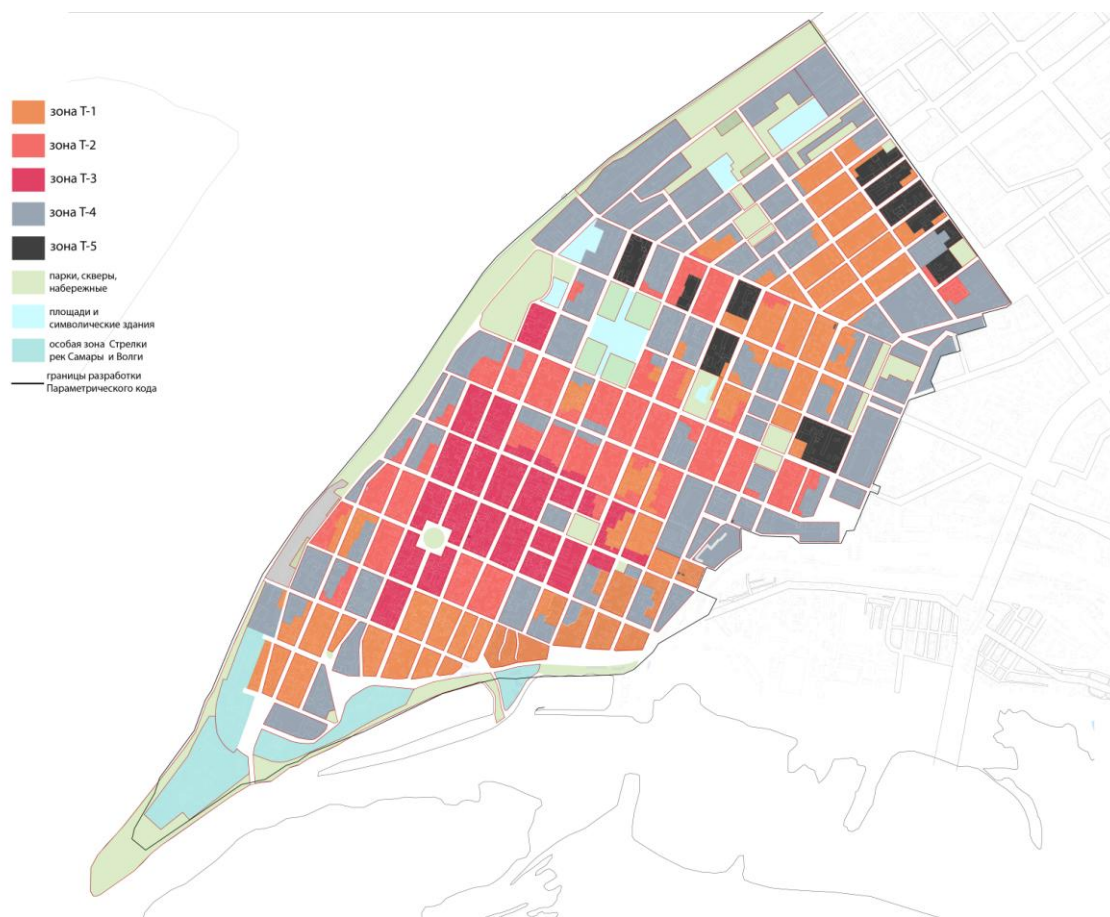 зона Т-1
зона Т-2
зона Т-3
зона Т-4
зона Т-5
парки, скверы,
набережные
площади и
символические здания
особая зона Стрелки
рек Самары и Волги
границы разработки
Параметрического кода